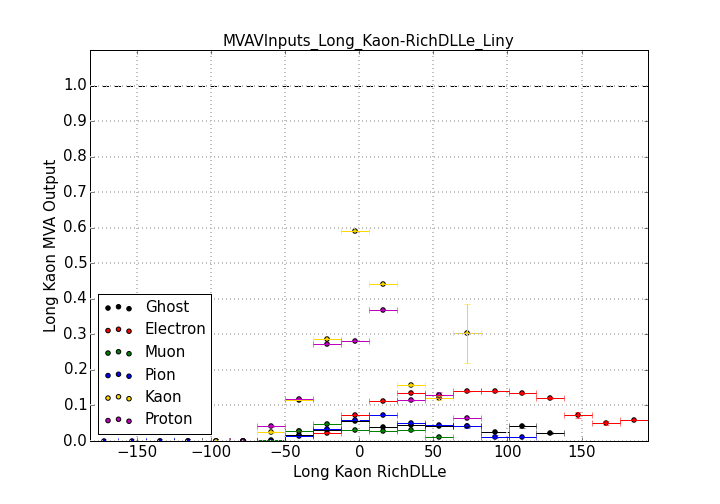 MVAVInputs_Long_Kaon-RichDLLe_Liny
1.0
0.9
0.8
0.7
0.6
0.5
0.4
0.3
0.2
0.1
0.0
Long Kaon MVA Output
Ghost
Electron
Muon
Pion
Kaon
Proton
−150 −100 −50 0 50 100 150
Long Kaon RichDLLe